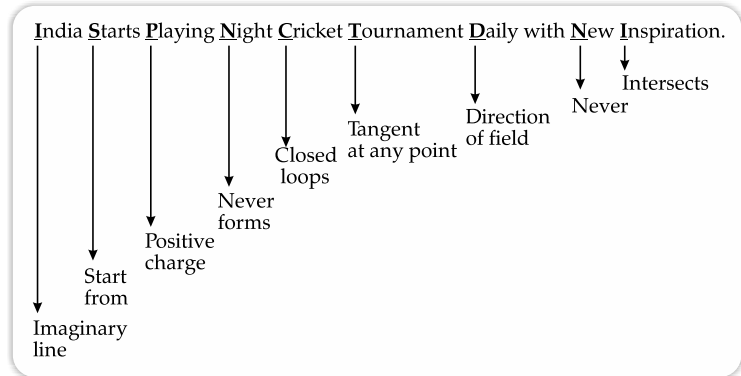 India Starts Playing Night Cricket Tournament Daily with New Inspiration.
Intersects
Never
Direction
of field
Tangent
at any point
Closed
loops
Never
forms
Positive
charge
Start
from
Imaginary
line